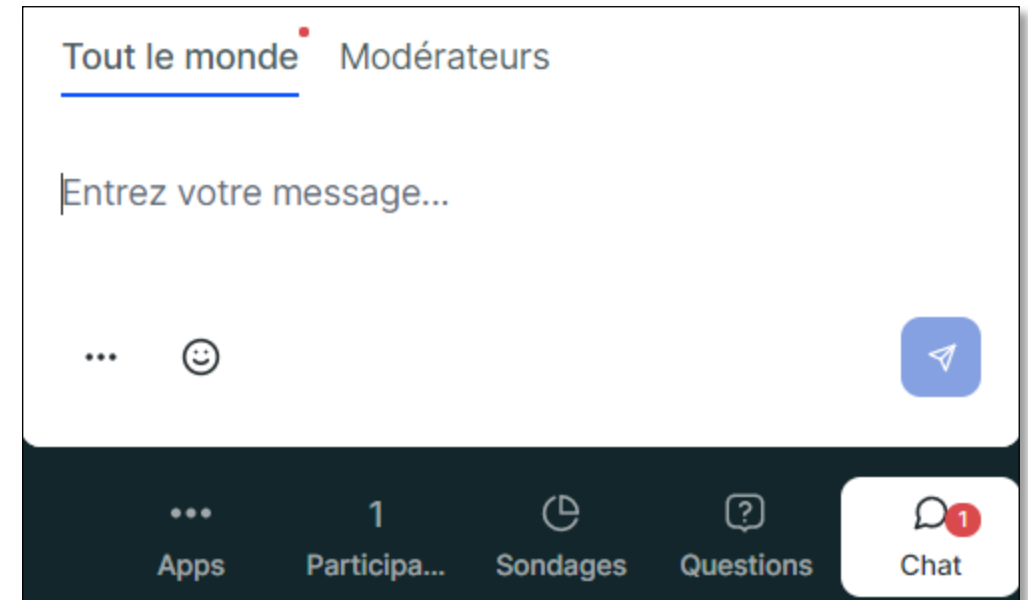 Tout le monde Modérateurs
Entrez votre message...
1
1
Apps Participa... Sondages Questions Chat